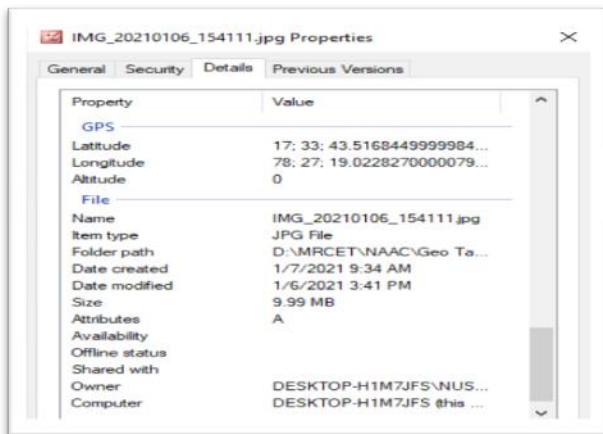 IMG_20210106_154111.jpg Properties
General Security Details Previous Versions
Property Value
GPS
Latitude 17; 33; 43.5168449999984...
Longitude 78; 27; 19.0228270000079...
Altitude 0
File
Name IMG_20210106_154111.jpg
Item type JPG File
Folder path D:\MRCET\NAAC\Geo Ta...
Date created 1/7/2021 9:34 AM
Date modified 1/6/2021 3:41 PM
Size 9.99 MB
Attributes A
Availability
Offline status
Shared with
Owner DESKTOP-H1M7JFS\NUS...
Computer DESKTOP-H1M7JFS (this ...